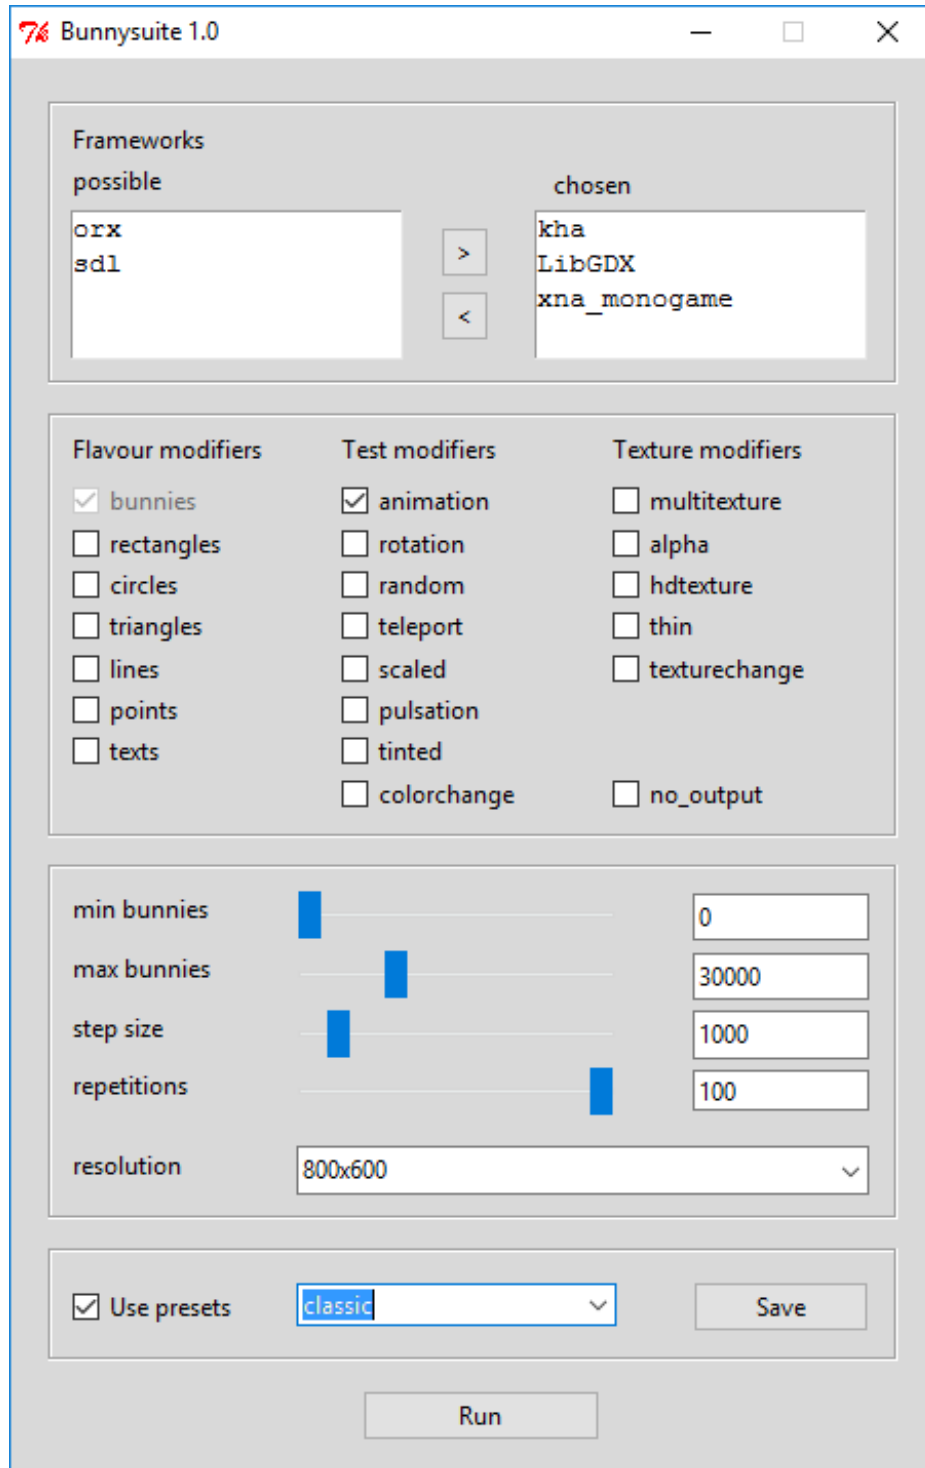 Bunnysuite 1.0
Frameworks
possible
chosen
orx
sdl
>
<
kha
LibGDX
xna_monogame
Flavour modifiers
bunnies
rectangles
circles
triangles
lines
points
texts
Test modifiers
animation
rotation
random
teleport
scaled
pulsation
tinted
colorchange
Texture modifiers
multitexture
alpha
hdtexture
thin
texturechange
no_output
min bunnies 0
max bunnies 30000
step size 1000
repetitions 100
resolution 800x600
Use presets classic Save
Run